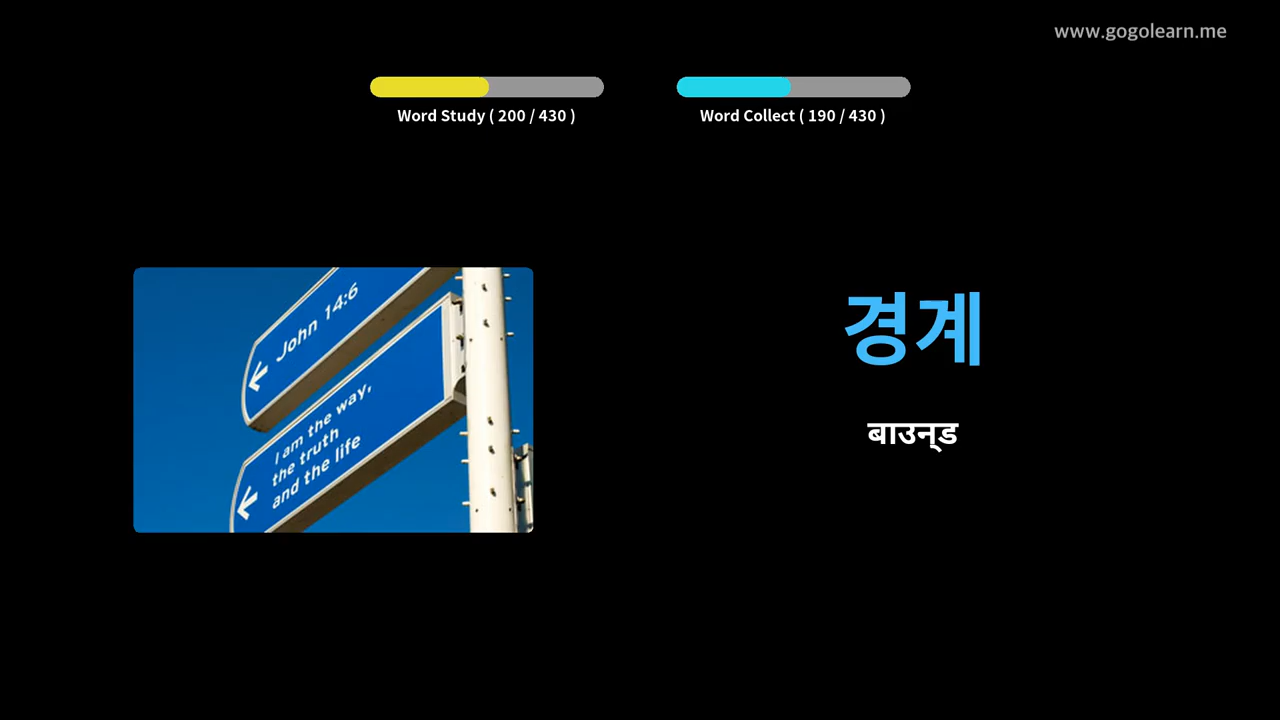 www.gogolearn.me
Word Study ( 200 / 430 )
Word Collect ( 190 / 430 )
John 14:6
I am the way,
the truth
and the life
경계
बाउन्ड